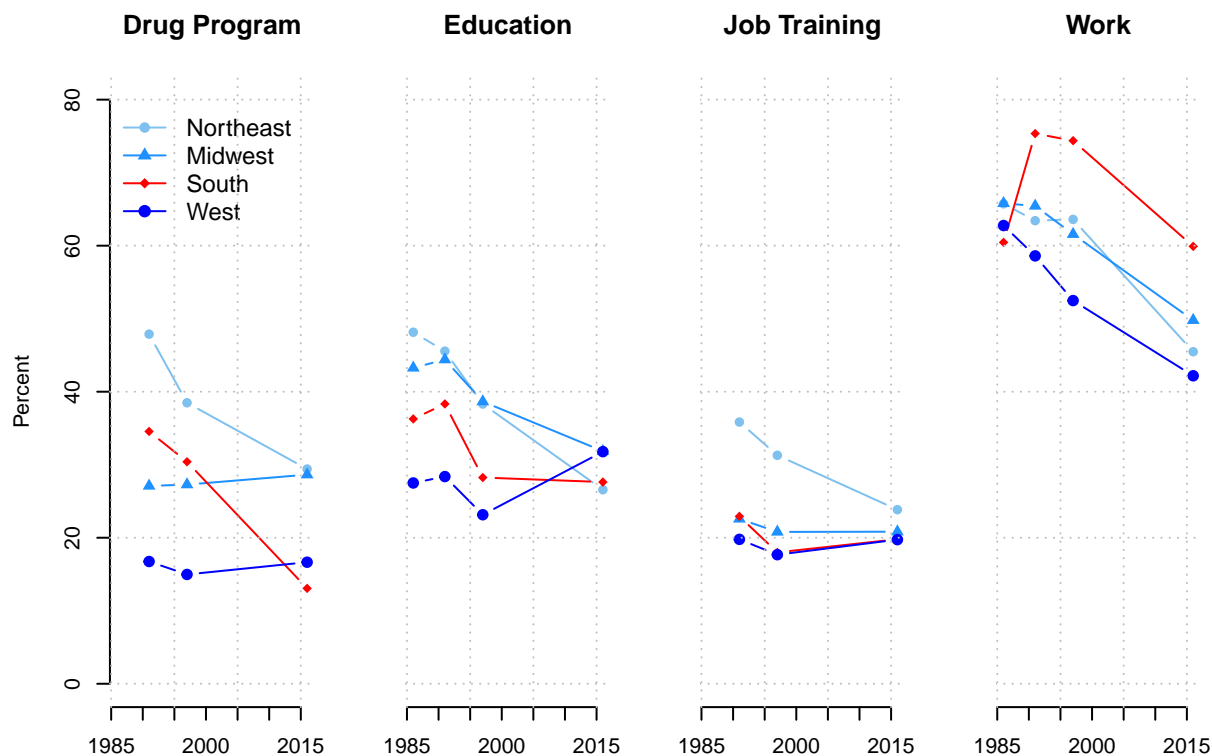 Drug Program Education Job Training Work
80
60
40
20
0
Percent
Northeast
Midwest
South
West
1985 2000 2015 1985 2000 2015 1985 2000 2015 1985 2000 2015